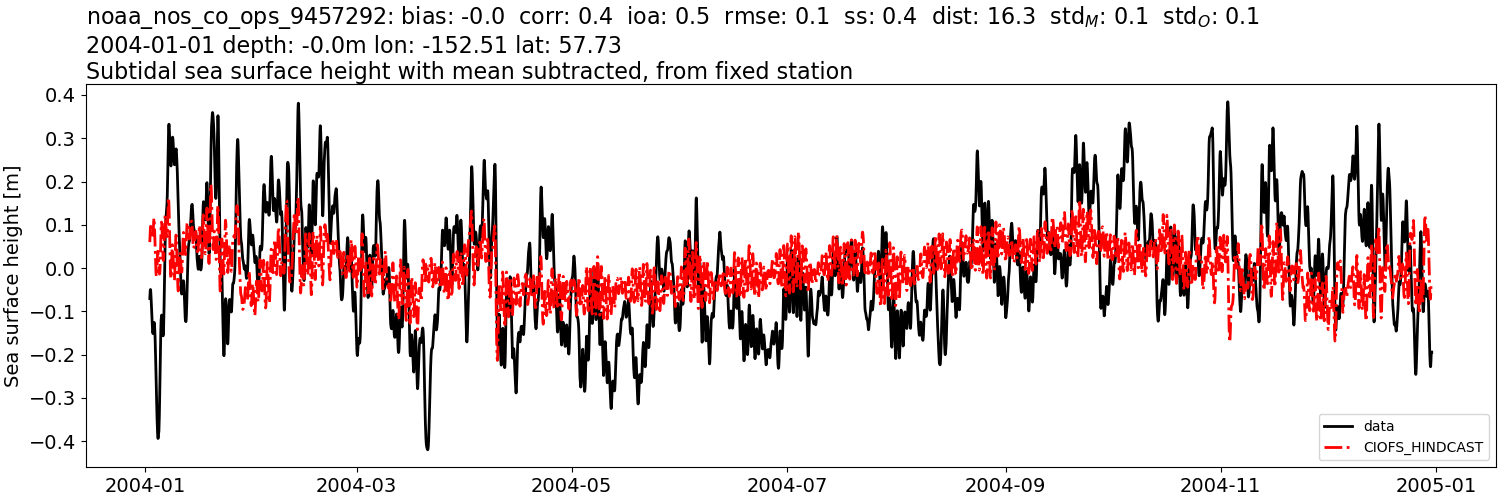 noaa_nos_co_ops_9457292: bias: -0.0  corr: 0.4  ioa: 0.5  rmse: 0.1  ss: 0.4  dist: 16.3  std_M: 0.1  std_O: 0.1
2004-01-01 depth: -0.0m lon: -152.51 lat: 57.73
Subtidal sea surface height with mean subtracted, from fixed station
Sea surface height [m]
0.4
0.3
0.2
0.1
0.0
−0.1
−0.2
−0.3
−0.4
data
CIOFS_HINDCAST
2004-01
2004-03
2004-05
2004-07
2004-09
2004-11
2005-01